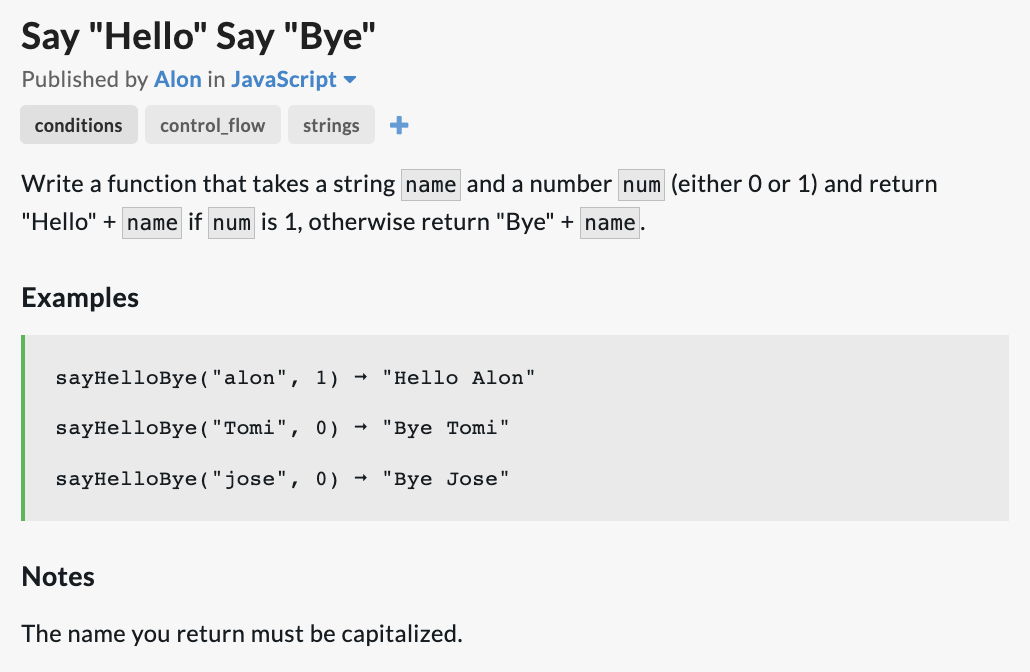 Say "Hello" Say "Bye"
Published by Alon in JavaScript
conditions control_flow strings
Write a function that takes a string name and a number num (either 0 or 1) and return
"Hello" + name if num is 1, otherwise return "Bye" + name.
Examples
sayHelloBye("alon", 1) ➞ "Hello Alon"
sayHelloBye("Tomi", 0) ➞ "Bye Tomi"
sayHelloBye("jose", 0) ➞ "Bye Jose"
Notes
The name you return must be capitalized.